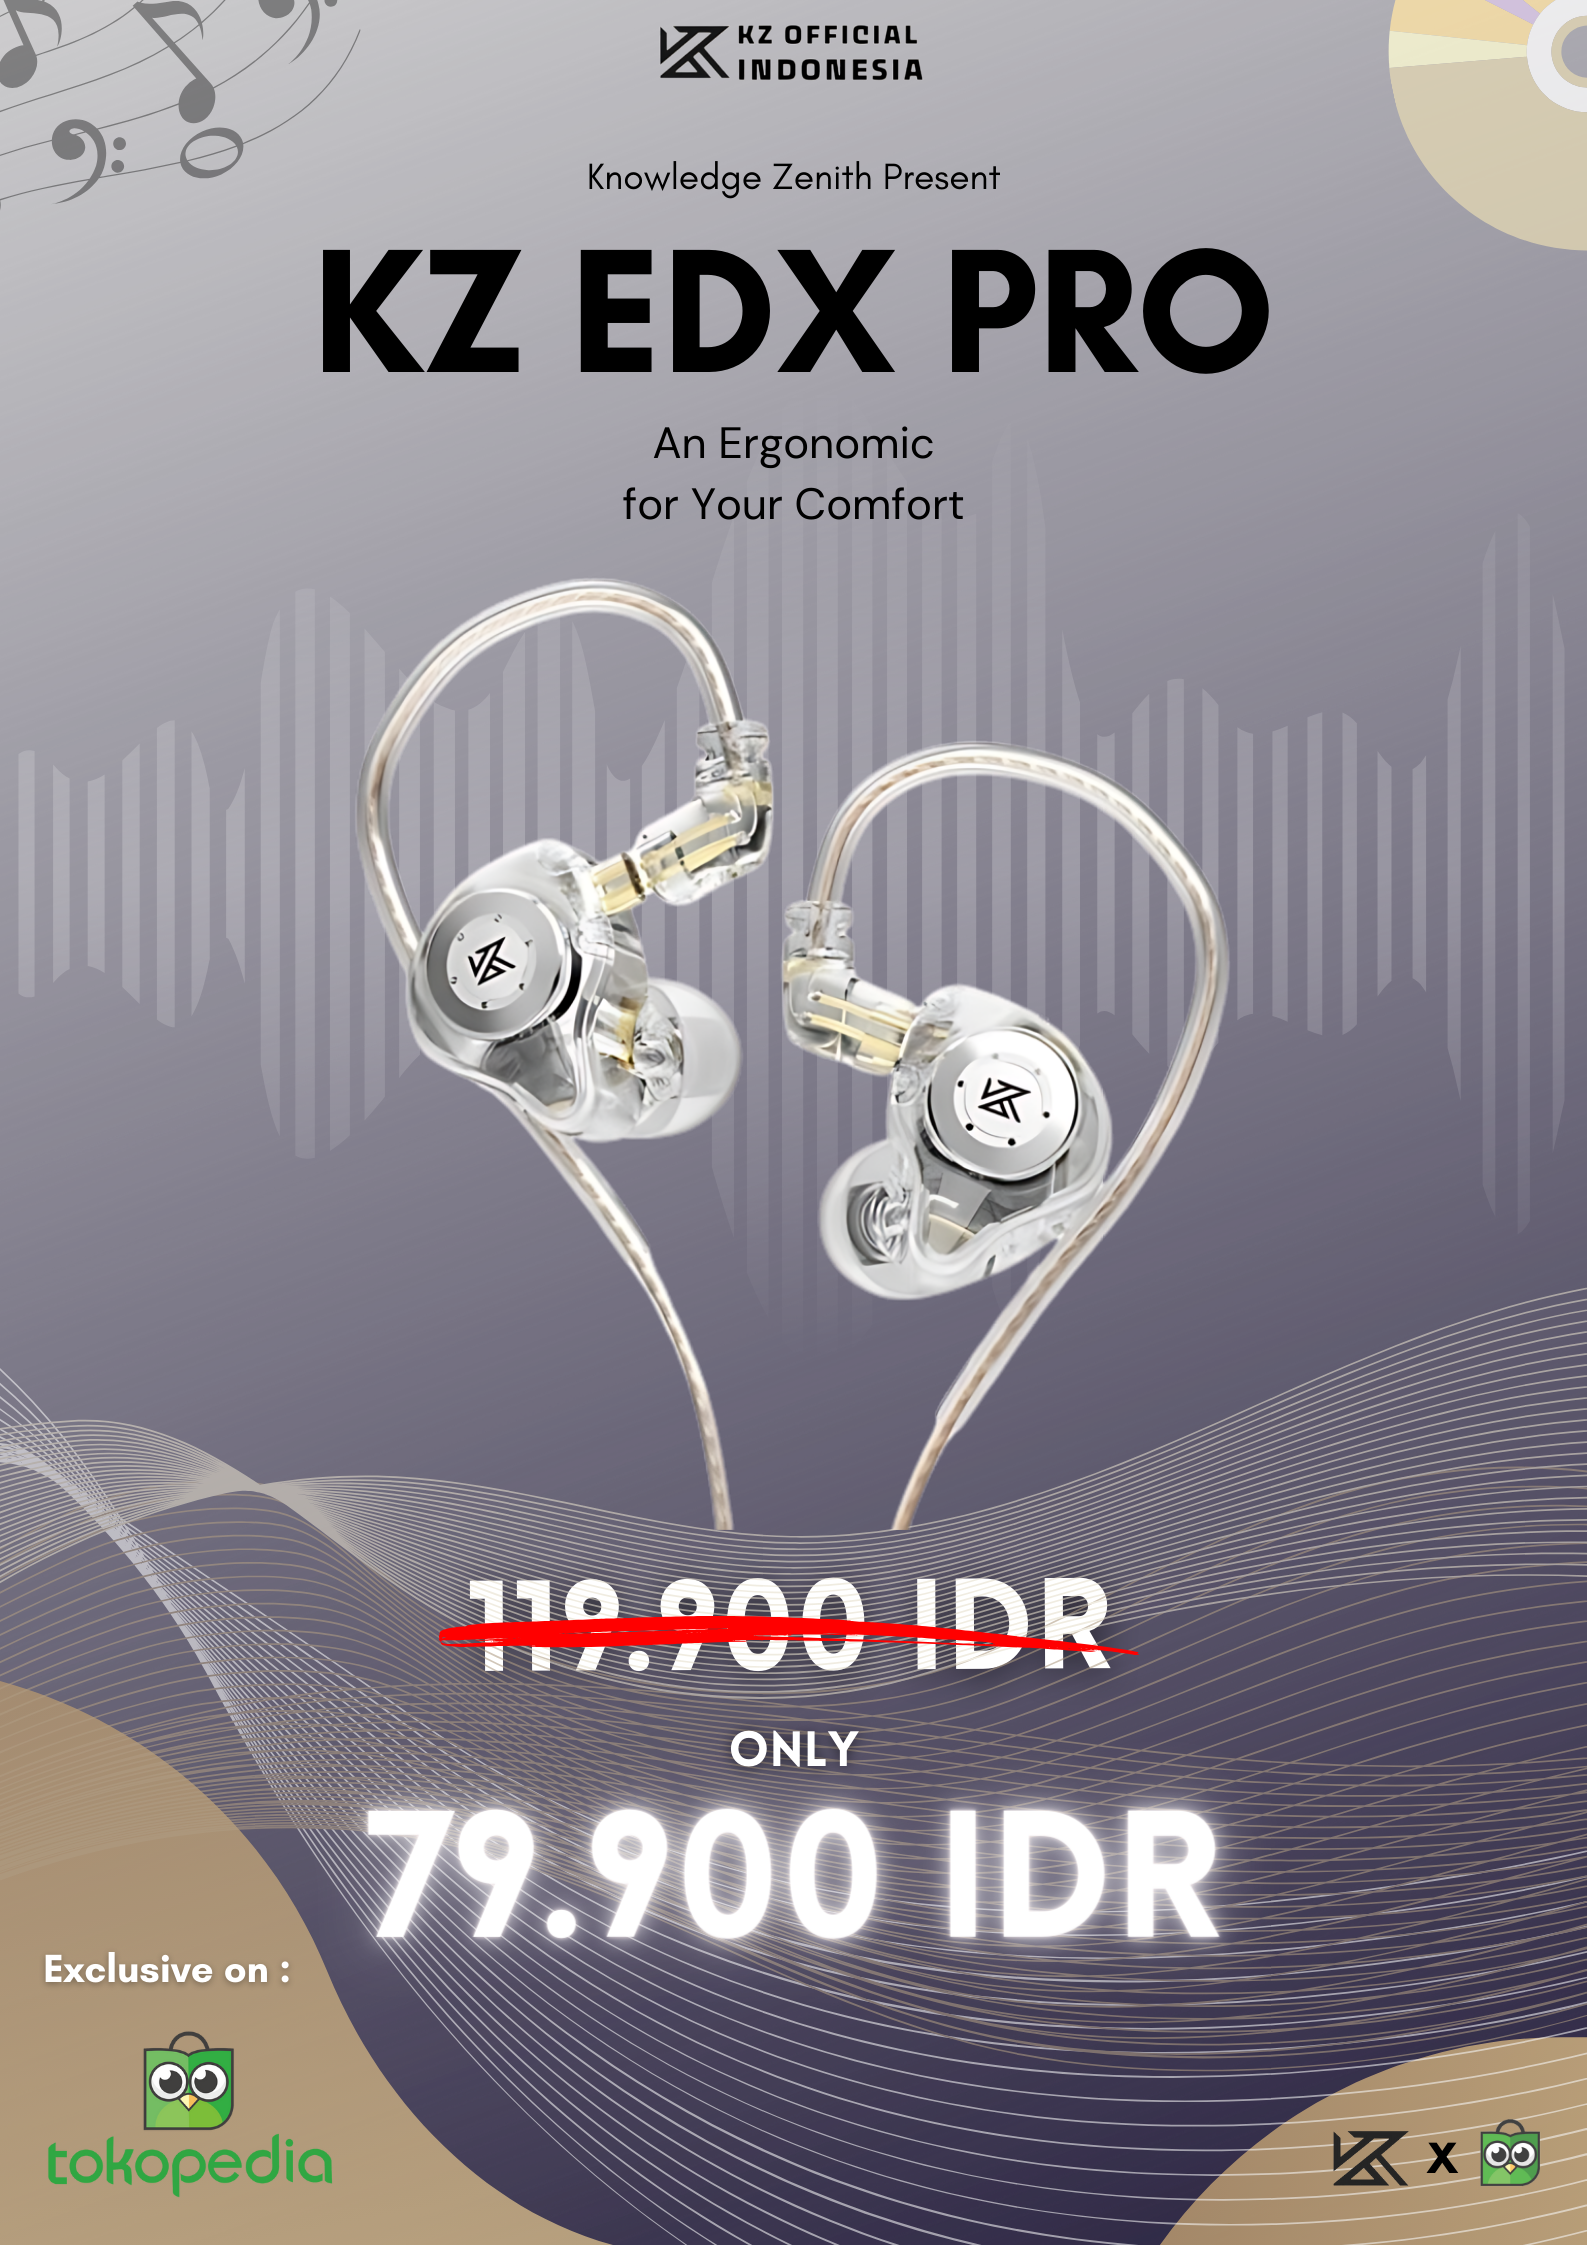 KZ OFFICIAL
INDONESIA
Knowledge Zenith Present
KZ EDX PRO
An Ergonomic
for Your Comfort
119.900 IDR
ONLY
79.900 IDR
Exclusive on :
tokopedia
X